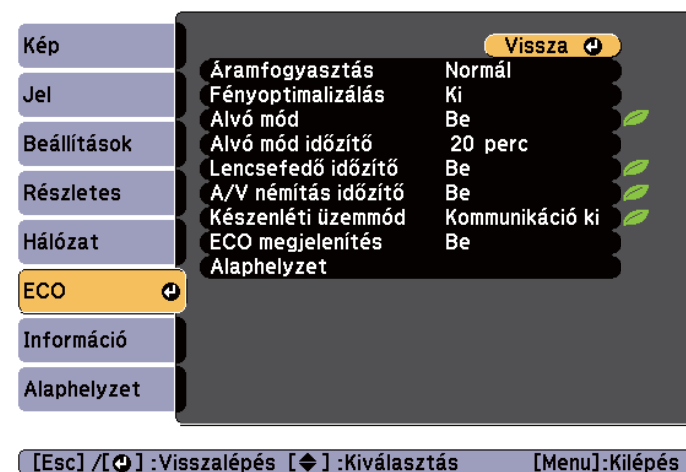 Kép
Jel
Beállítások
Részletes
Hálózat
ECO
Információ
Alaphelyzet
Vissza
Áramfogyasztás Normál
Fényoptimalizálás Ki
Alvó mód Be
Alvó mód időzítő 20 perc
Lencsefedő időzítő Be
A/V némítás időzítő Be
Készenléti üzemmód Kommunikáció ki
ECO megjelenítés Be
Alaphelyzet
[Esc] /[⏎] :Visszalépés [◆] :Kiválasztás [Menu]:Kilépés